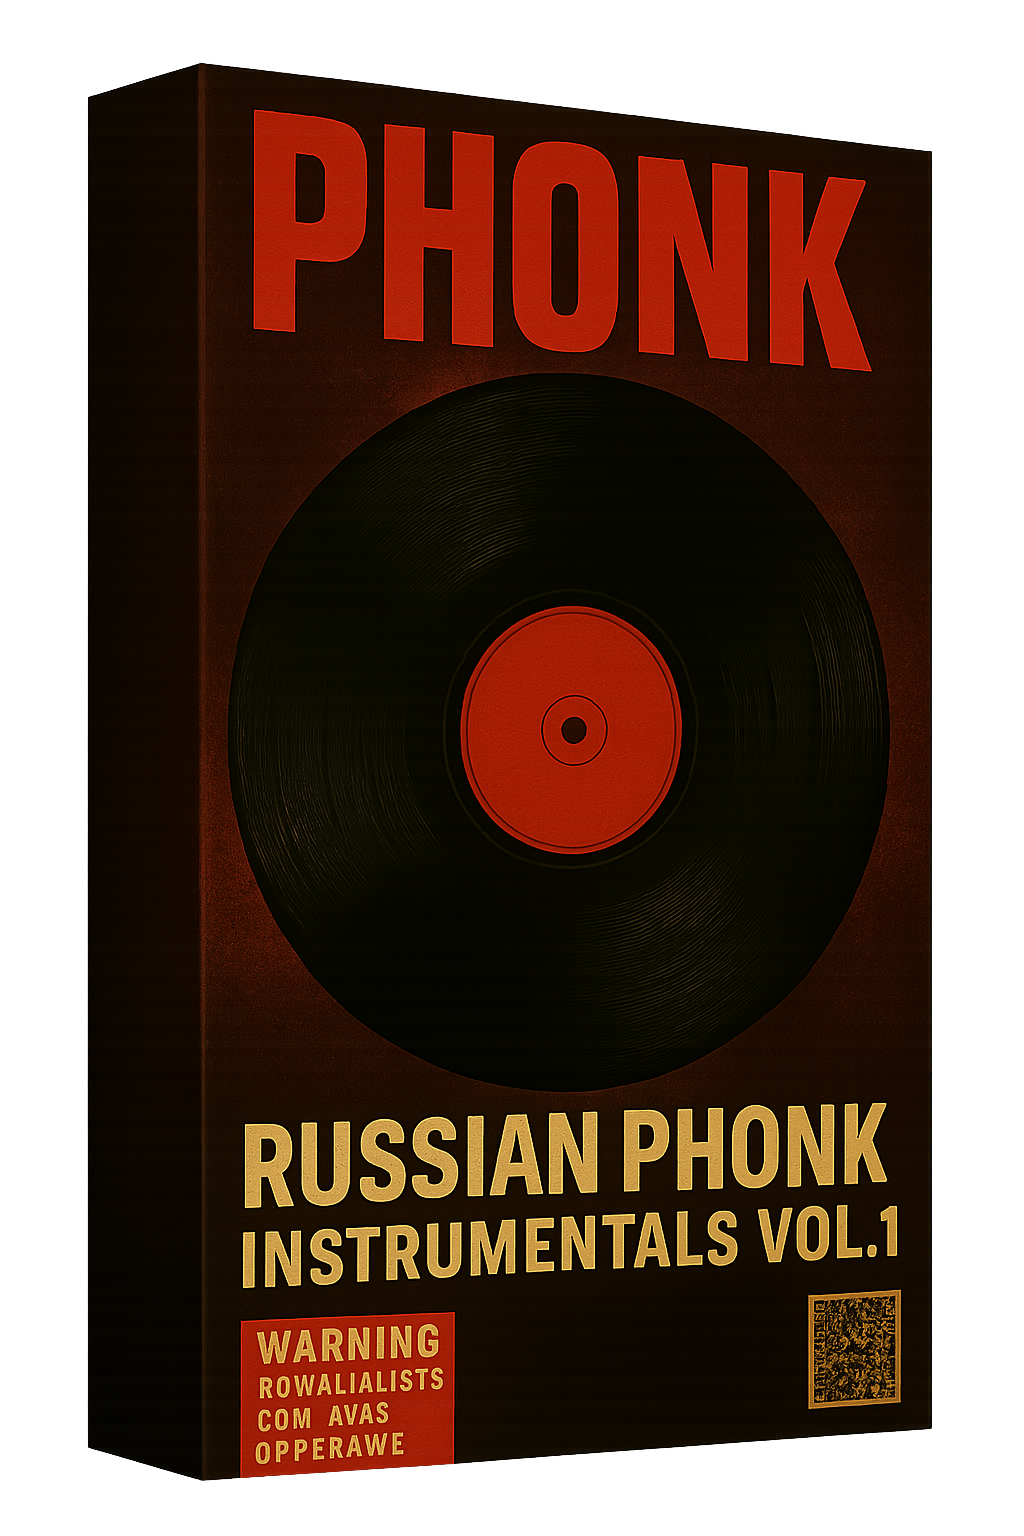 PHONK
RUSSIAN PHONK
INSTRUMENTALS VOL.1
WARNING
ROWALIALISTS
COM AVAS
OPPERAWE